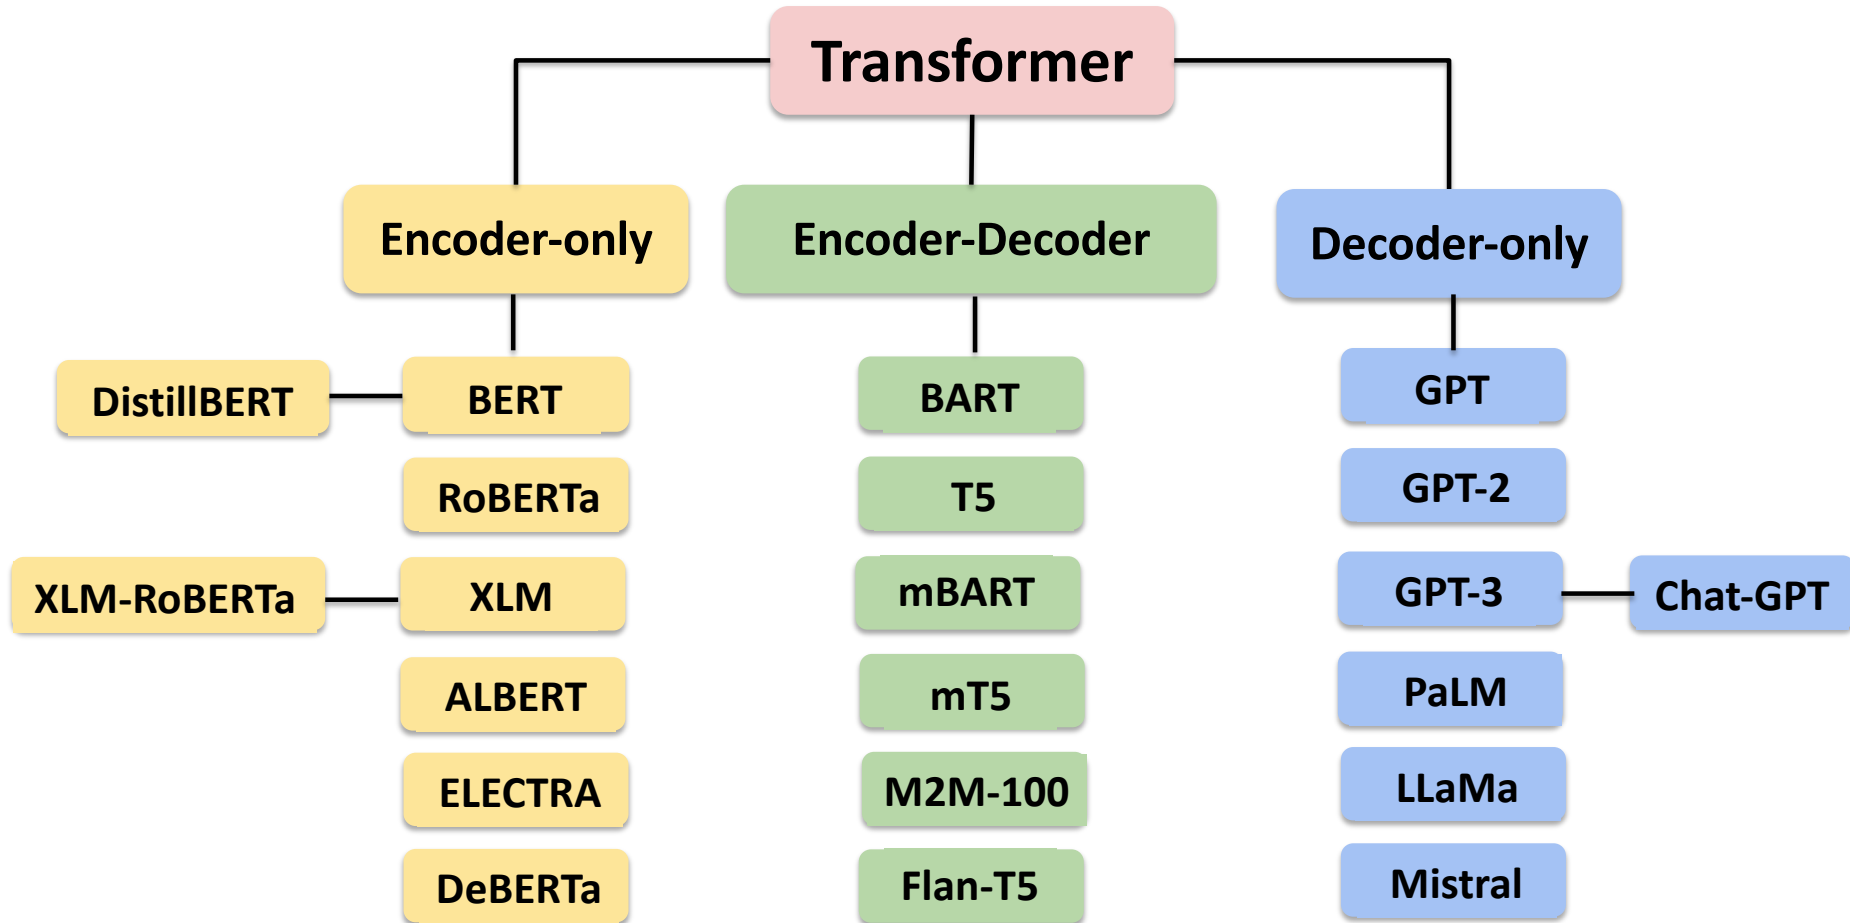 Transformer
Encoder-only
Encoder-Decoder
Decoder-only
DistillBERT
BERT
BART
GPT
RoBERTa
T5
GPT-2
XLM-RoBERTa
XLM
mBART
GPT-3
Chat-GPT
ALBERT
mT5
PaLM
ELECTRA
M2M-100
LLaMa
DeBERTa
Flan-T5
Mistral